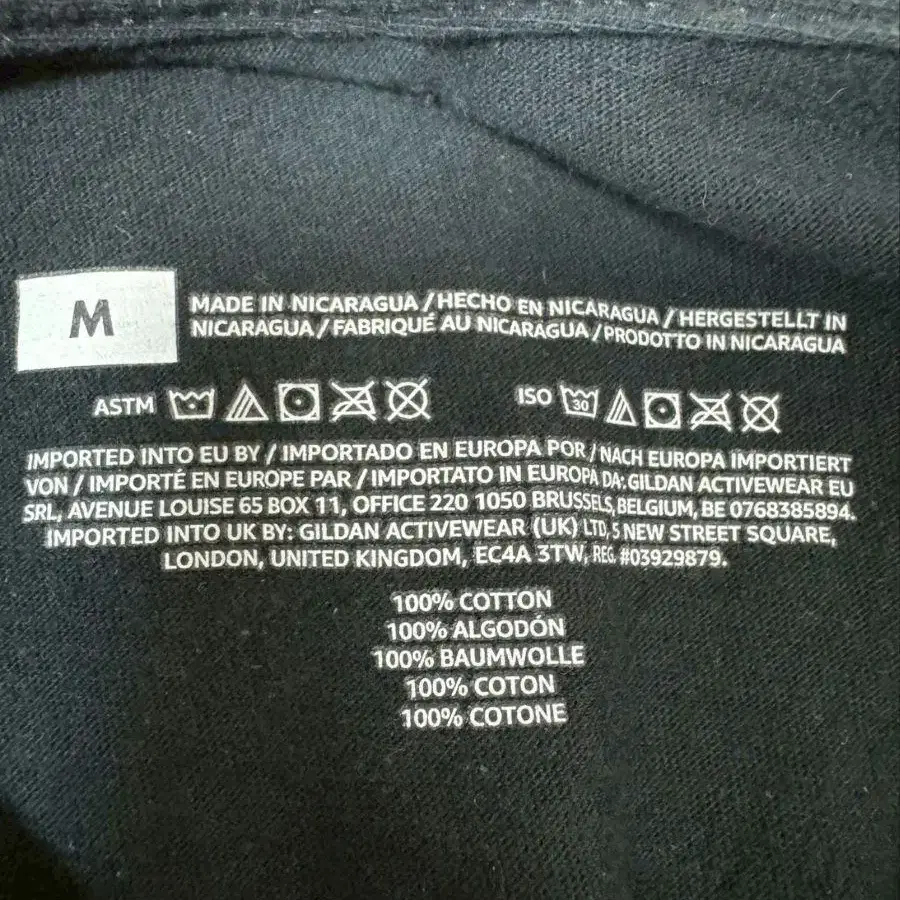 M
MADE IN NICARAGUA / HECHO EN NICARAGUA / HERGESTELLT IN
NICARAGUA / FABRIQUÉ AU NICARAGUA / PRODOTTO IN NICARAGUA
ASTM
ISO 30
IMPORTED INTO EU BY / IMPORTADO EN EUROPA POR / NACH EUROPA IMPORTIERT
VON / IMPORTÉ EN EUROPE PAR / IMPORTATO IN EUROPA DA: GILDAN ACTIVEWEAR EU
SRL, AVENUE LOUISE 65 BOX 11, OFFICE 220 1050 BRUSSELS, BELGIUM, BE 0768385894.
IMPORTED INTO UK BY: GILDAN ACTIVEWEAR (UK) LTD, 5 NEW STREET SQUARE,
LONDON, UNITED KINGDOM, EC4A 3TW, REG. #03929879.
100% COTTON
100% ALGODÓN
100% BAUMWOLLE
100% COTON
100% COTONE